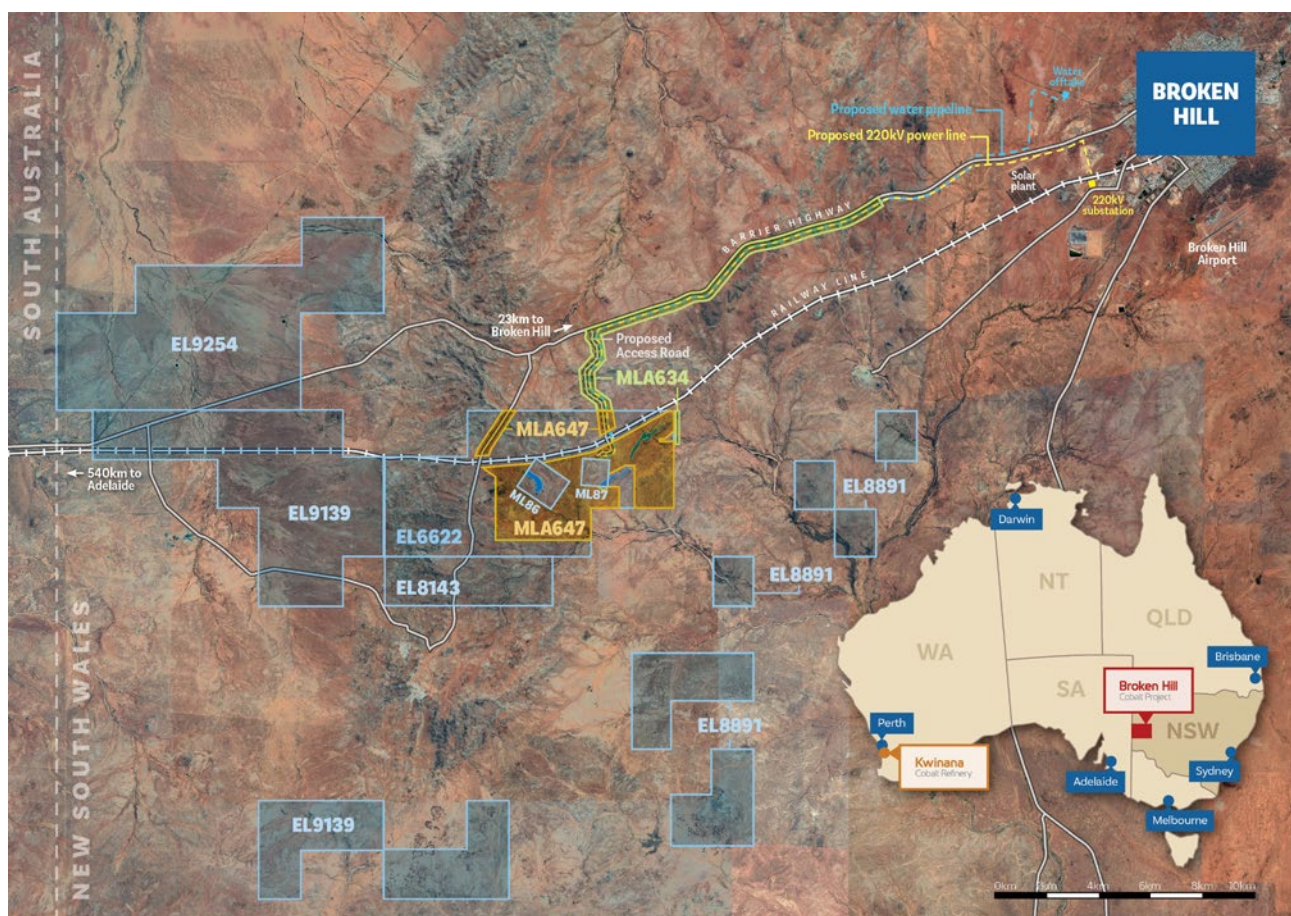 SOUTH AUSTRALIA
NEW SOUTH WALES
BROKEN
HILL
Water
offtake
Proposed water pipeline
Proposed 220kV power line
Solar
plant
220kV
substation
Broken Hill
Airport
BARRIER HIGHWAY
RAILWAY LINE
23km to
Broken Hill
Proposed
Access Road
MLA634
EL9254
MLA647
540km to
Adelaide
ML86
ML87
MLA647
EL9139
EL6622
EL8143
EL8891
EL8891
EL8891
EL9139
Darwin
NT
QLD
WA
SA
Brisbane
Broken Hill
Cobalt Project
NSW
Perth
Kwinana
Cobalt Refinery
Adelaide
Sydney
Melbourne
0km 2km 4km 6km 8km 10km